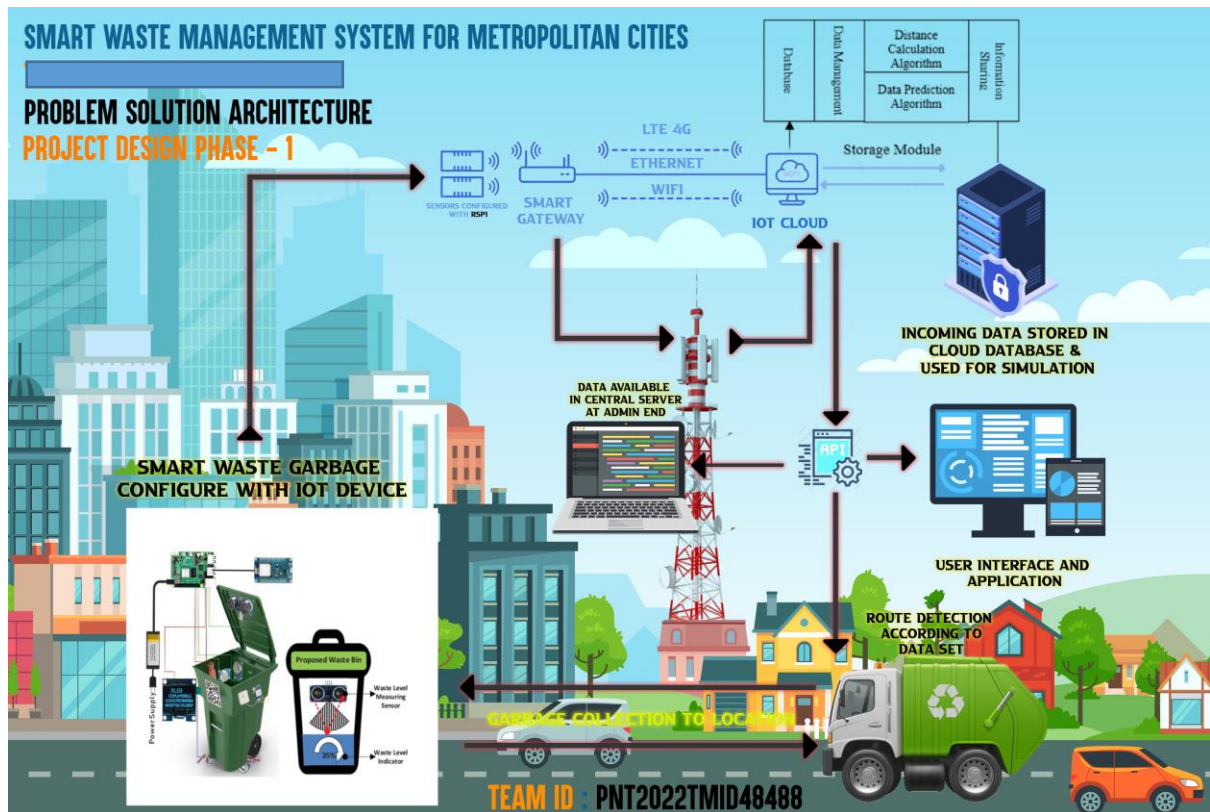 SMART WASTE MANAGEMENT SYSTEM FOR METROPOLITAN CITIES
PROBLEM SOLUTION ARCHITECTURE
PROJECT DESIGN PHASE - 1
Database
Data Management
Distance
Calculation
Algorithm
Data Prediction
Algorithm
Information
Sharing
LTE 4G
ETHERNET
WIFI
SENSORS CONFIGURED
WITH RSPI
SMART
GATEWAY
IOT CLOUD
Storage Module
INCOMING DATA STORED IN
CLOUD DATABASE &
USED FOR SIMULATION
DATA AVAILABLE
IN CENTRAL SERVER
AT ADMIN END
API
SMART WASTE GARBAGE
CONFIGURE WITH IOT DEVICE
USER INTERFACE AND
APPLICATION
ROUTE DETECTION
ACCORDING TO
DATA SET
PowerSupply
OLED
Proposed Waste Bin
Waste Level
Measuring
Sensor
35%
Waste Level
Indicator
GARBAGE COLLECTION TO LOCATION
TEAM ID : PNT2022TMID48488